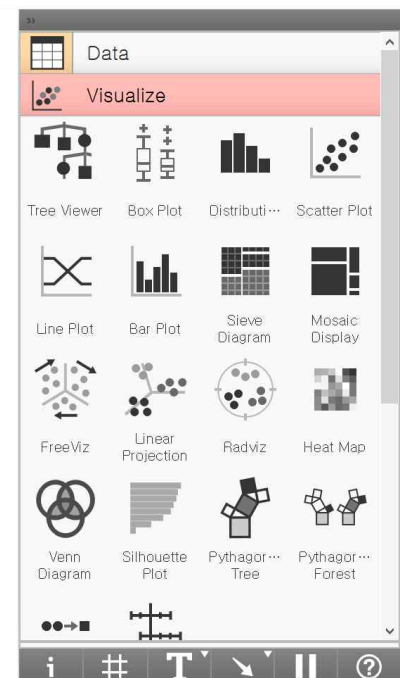 ››
Data
Visualize
Tree Viewer
Box Plot
Distributi···
Scatter Plot
Line Plot
Bar Plot
Sieve
Diagram
Mosaic
Display
FreeViz
Linear
Projection
Radviz
Heat Map
Venn
Diagram
Silhouette
Plot
Pythagor···
Tree
Pythagor···
Forest
i
#
T
?